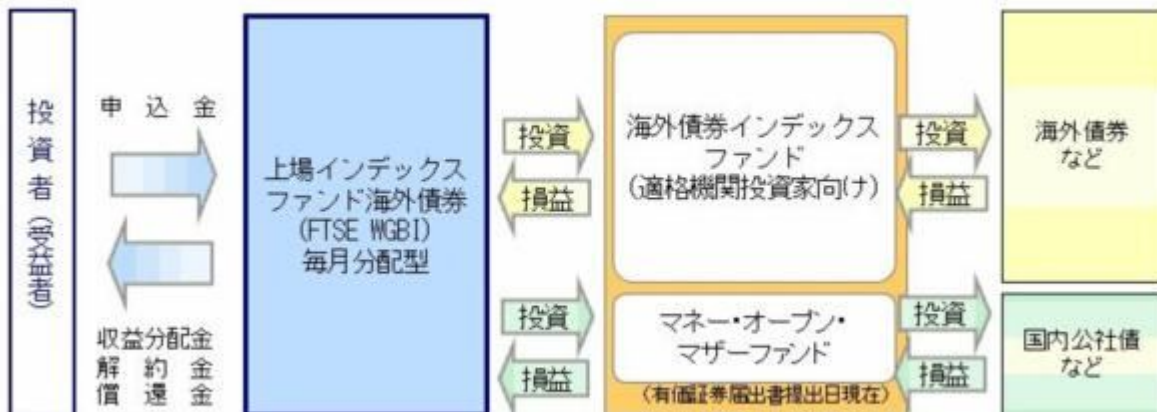 投資者(受益者)
申込金
収益分配金
解約金
償還金
上場インデックス
ファンド海外債券
(FTSE WGBI)
毎月分配型
投資
損益
投資
損益
海外債券インデックス
ファンド
(適格機関投資家向け)
マネー・オープン・
マザーファンド
(有価証券届出書提出日現在)
投資
損益
投資
損益
海外債券
など
国内公社債
など